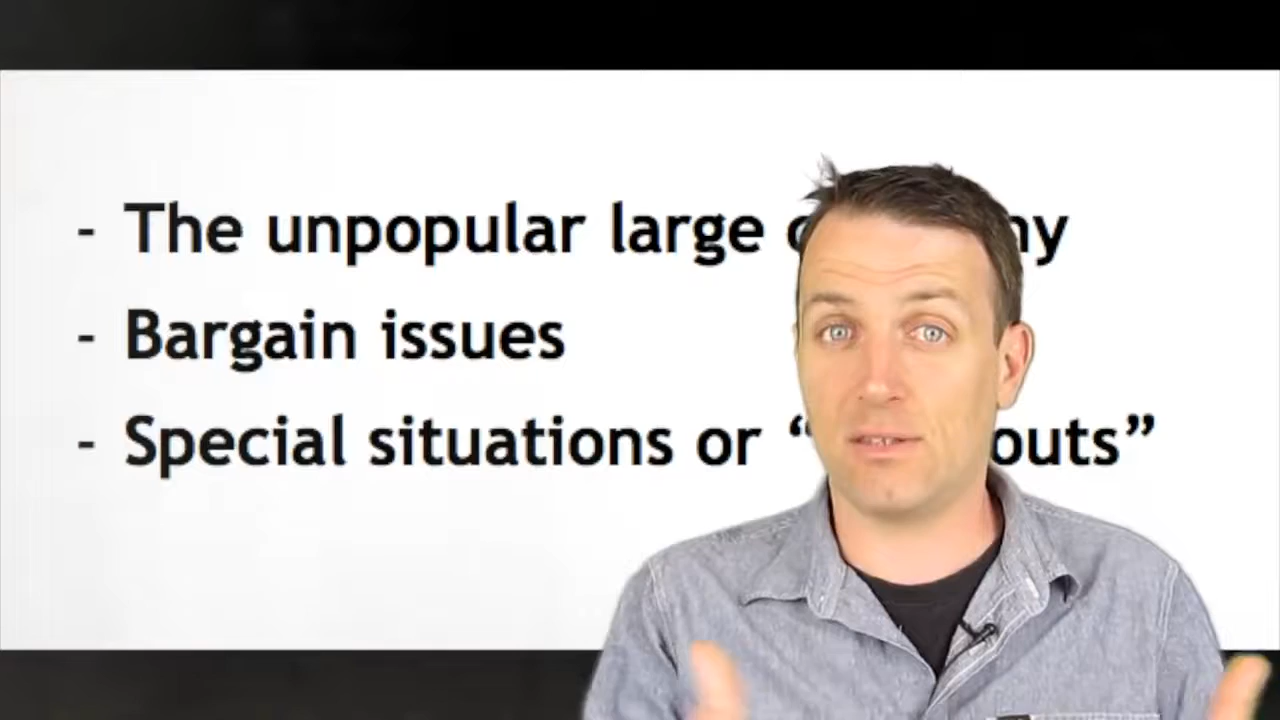 - The unpopular large
- Bargain issues
- Special situations or